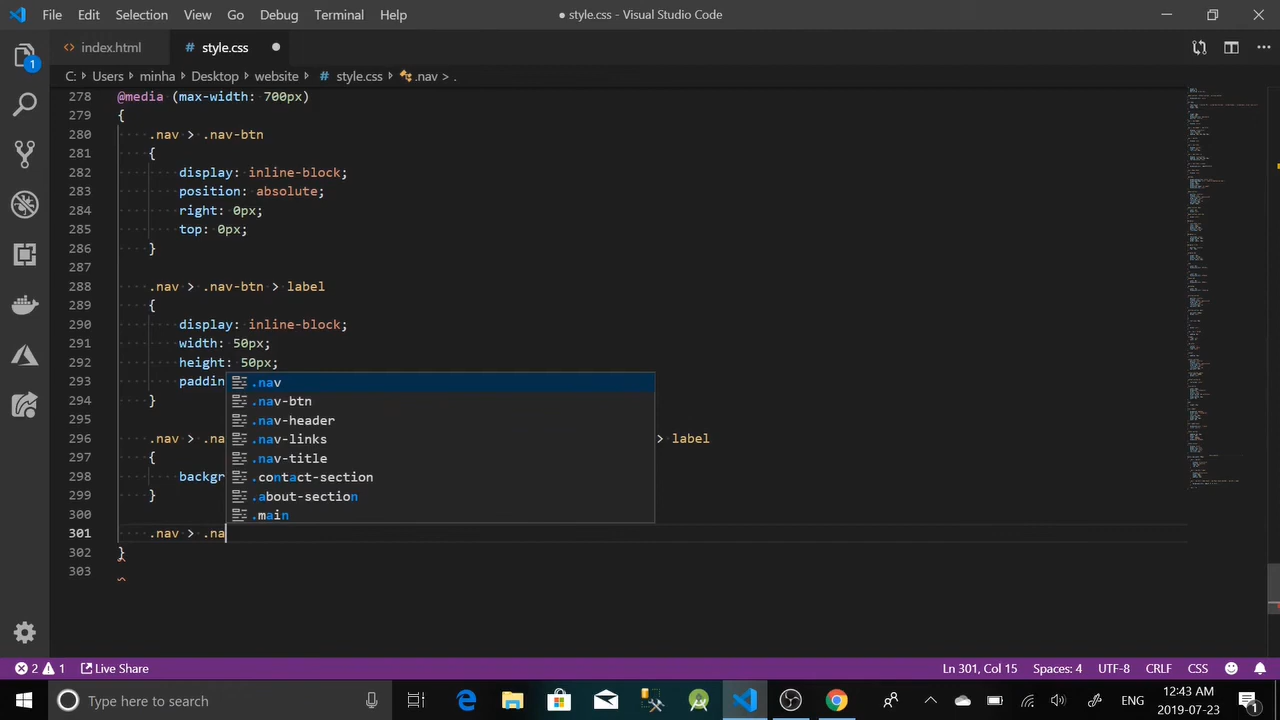 File Edit Selection View Go Debug Terminal Help
● style.css - Visual Studio Code
<> index.html
# style.css ●
C: > Users > minha > Desktop > website > # style.css > .nav > .
1
278 @media (max-width: 700px)
279 {
280 .nav > .nav-btn
281 {
282 display: inline-block;
283 position: absolute;
284 right: 0px;
285 top: 0px;
286 }
287
288 .nav > .nav-btn > label
289 {
290 display: inline-block;
291 width: 50px;
292 height: 50px;
293 paddin
.nav
294 }
.nav-btn
295
.nav-header
296 .nav > .na > label
.nav-links
297 {
.nav-title
298 backgr
.contact-section
299 }
.about-section
300
.main
301 .nav > .na
302 }
303
2 1 Live Share Ln 301, Col 15 Spaces: 4 UTF-8 CRLF CSS
Type here to search
ENG
12:43 AM
2019-07-23
1